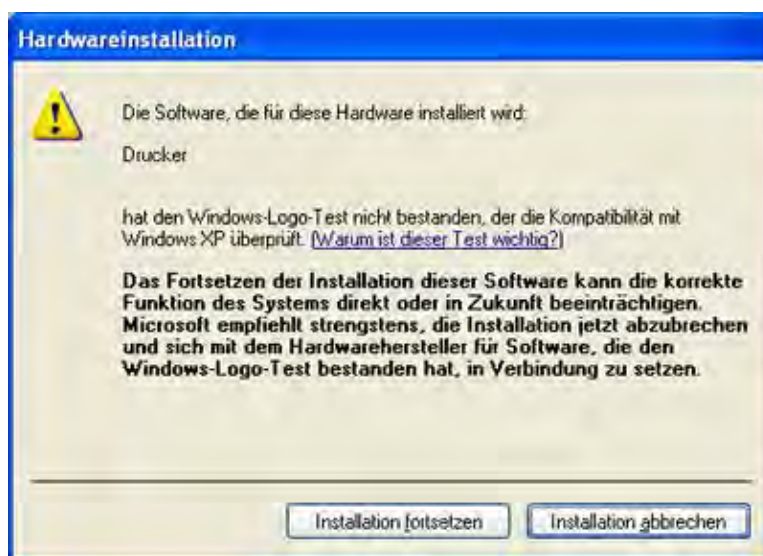 Hardwareinstallation
Die Software, die für diese Hardware installiert wird:
Drucker
hat den Windows-Logo-Test nicht bestanden, der die Kompatibilität mit
Windows XP überprüft. (Warum ist dieser Test wichtig?)
Das Fortsetzen der Installation dieser Software kann die korrekte
Funktion des Systems direkt oder in Zukunft beeinträchtigen.
Microsoft empfiehlt strengstens, die Installation jetzt abzubrechen
und sich mit dem Hardwarehersteller für Software, die den
Windows-Logo-Test bestanden hat, in Verbindung zu setzen.
Installation fortsetzen
Installation abbrechen